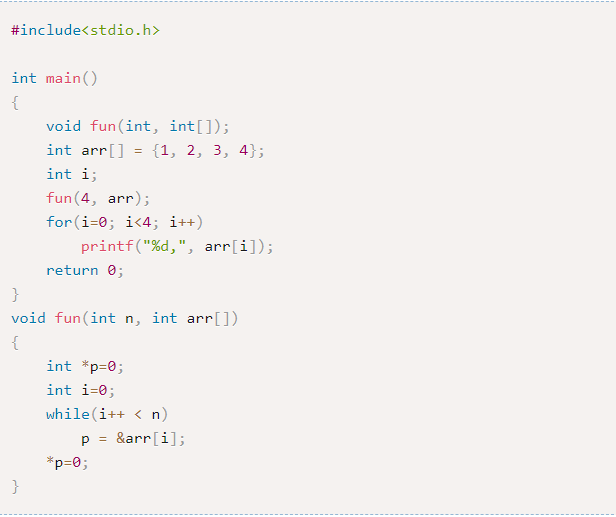 #include<stdio.h>
int main()
{
void fun(int, int[]);
int arr[] = {1, 2, 3, 4};
int i;
fun(4, arr);
for(i=0; i<4; i++)
printf("%d,", arr[i]);
return 0;
}
void fun(int n, int arr[])
{
int *p=0;
int i=0;
while(i++ < n)
p = &arr[i];
*p=0;
}